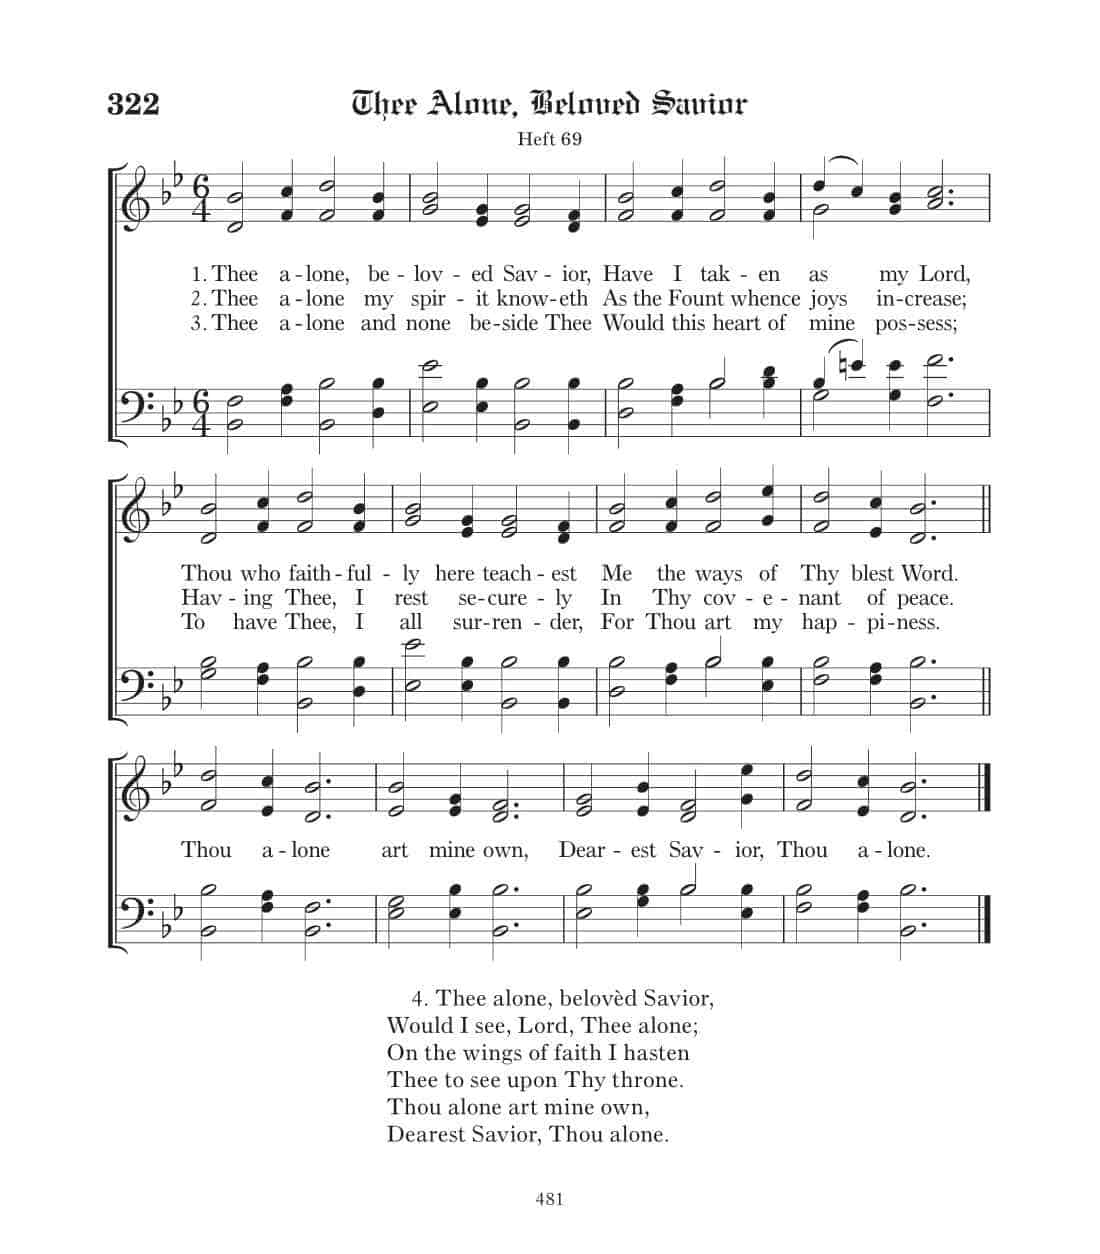 322 Thee Alone, Beloved Savior
Heft 69
6 4
1. Thee a - lone, be - lov - ed Sav - ior, Have I tak - en as my Lord,
2. Thee a - lone my spir - it know-eth As the Fount whence joys in-crease;
3. Thee a - lone and none be-side Thee Would this heart of mine pos-sess;
6 4
Thou who faith - ful - ly here teach - est Me the ways of Thy blest Word.
Hav - ing Thee, I rest se-cure - ly In Thy cov - e - nant of peace.
To have Thee, I all sur-ren - der, For Thou art my hap - pi-ness.
Thou a - lone art mine own, Dear - est Sav - ior, Thou a - lone.
4. Thee alone, belovèd Savior,
Would I see, Lord, Thee alone;
On the wings of faith I hasten
Thee to see upon Thy throne.
Thou alone art mine own,
Dearest Savior, Thou alone.
481